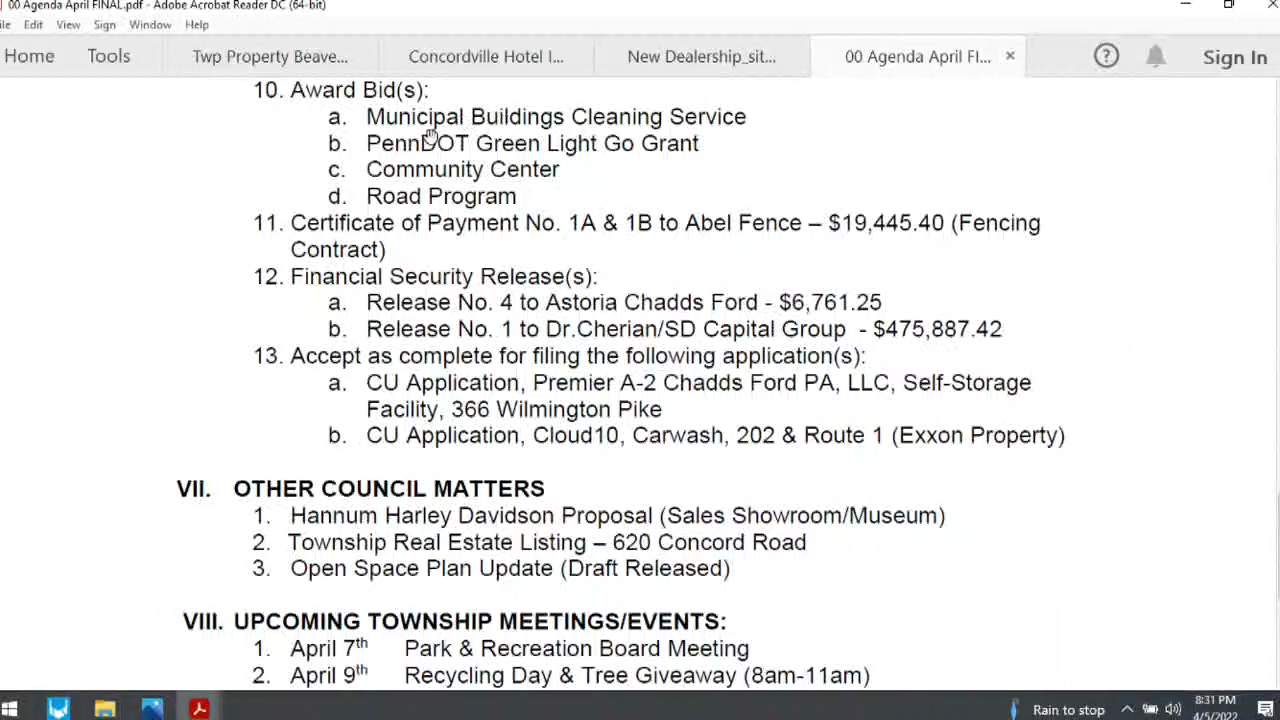 00 Agenda April FINAL.pdf - Adobe Acrobat Reader DC (64-bit)
Edit View Sign Window Help
Home Tools Twp Property Beave... Concordville Hotel I... New Dealership_sit... 00 Agenda April FI... × Sign In
10. Award Bid(s):
a. Municipal Buildings Cleaning Service
b. PennDOT Green Light Go Grant
c. Community Center
d. Road Program
11. Certificate of Payment No. 1A & 1B to Abel Fence – $19,445.40 (Fencing
Contract)
12. Financial Security Release(s):
a. Release No. 4 to Astoria Chadds Ford - $6,761.25
b. Release No. 1 to Dr.Cherian/SD Capital Group - $475,887.42
13. Accept as complete for filing the following application(s):
a. CU Application, Premier A-2 Chadds Ford PA, LLC, Self-Storage
Facility, 366 Wilmington Pike
b. CU Application, Cloud10, Carwash, 202 & Route 1 (Exxon Property)
VII. OTHER COUNCIL MATTERS
1. Hannum Harley Davidson Proposal (Sales Showroom/Museum)
2. Township Real Estate Listing – 620 Concord Road
3. Open Space Plan Update (Draft Released)
VIII. UPCOMING TOWNSHIP MEETINGS/EVENTS:
1. April 7th Park & Recreation Board Meeting
2. April 9th Recycling Day & Tree Giveaway (8am-11am)
Rain to stop 8:31 PM
4/5/2022